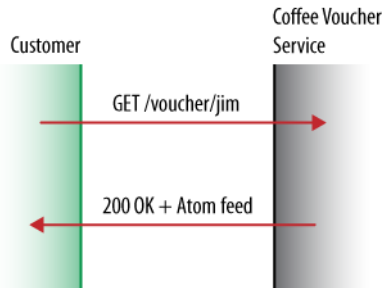 Customer
Coffee Voucher
Service
GET /voucher/jim
200 OK + Atom feed